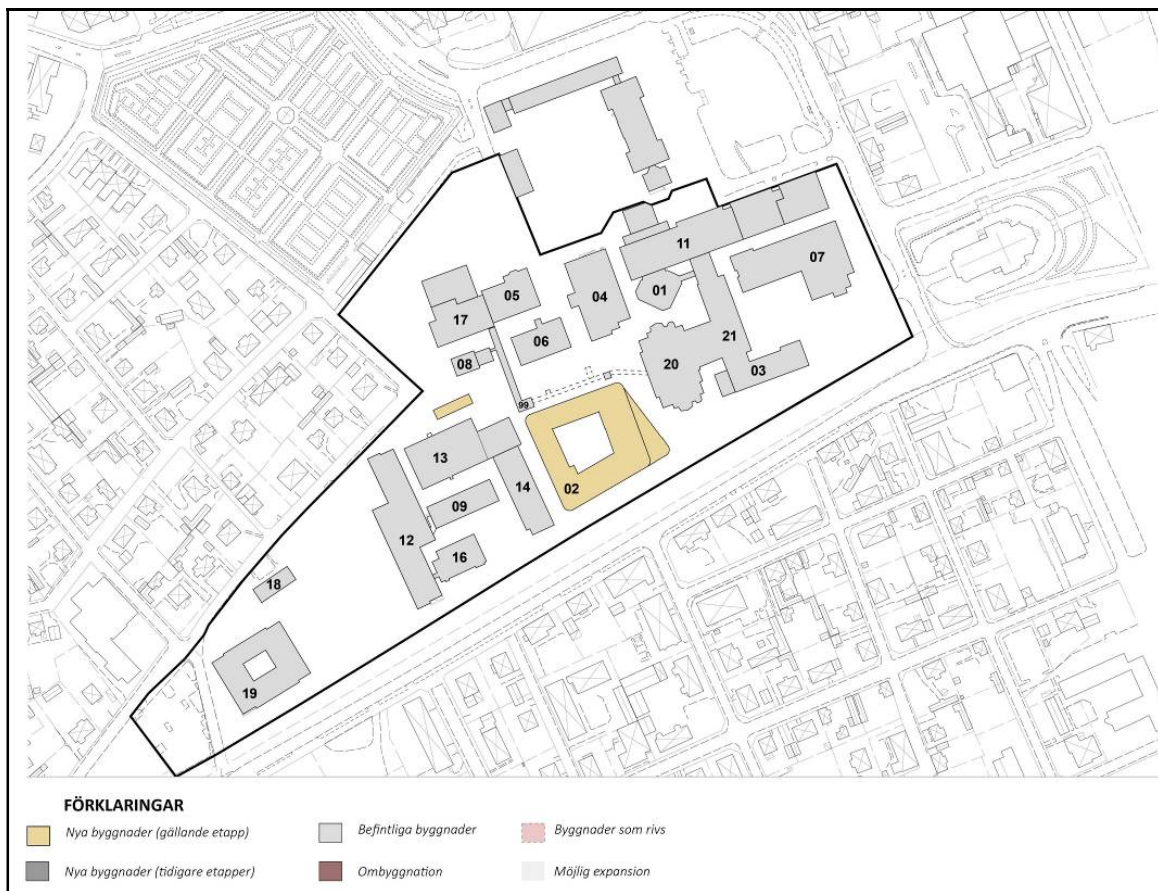 11
07
01
04
05
17
06
21
08
20
03
99
13
02
14
09
12
16
18
19
FÖRKLARINGAR
Nya byggnader (gällande etapp)
Befintliga byggnader
Byggnader som rivs
Nya byggnader (tidigare etapper)
Ombyggnation
Möjlig expansion